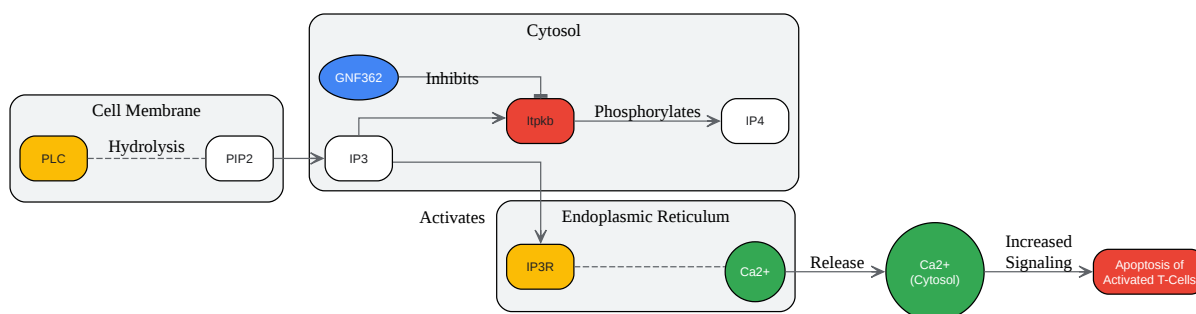 Cytosol
GNF362
Inhibits
Cell Membrane
Itpkb
Phosphorylates
IP4
Hydrolysis
PLC
PIP2
IP3
Activates
Endoplasmic Reticulum
IP3R
Ca2+
Release
Ca2+
(Cytosol)
Increased
Signaling
Apoptosis of
Activated T-Cells